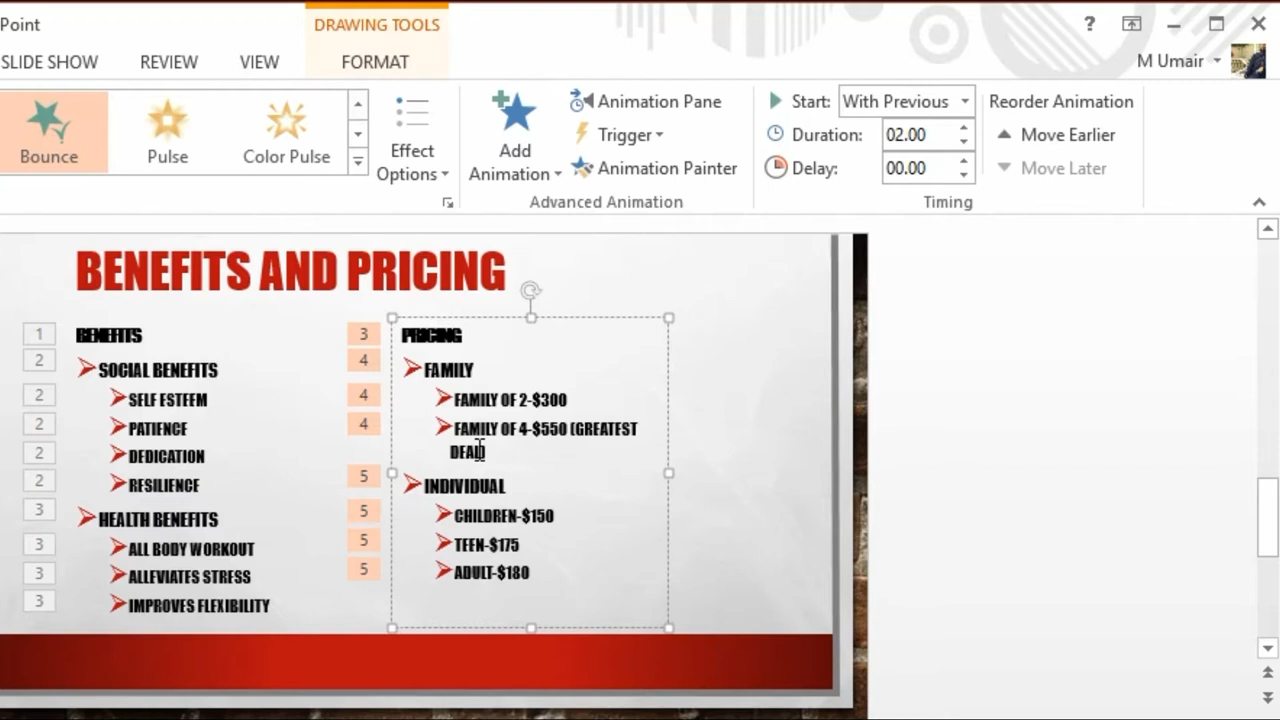 Point
DRAWING TOOLS
?
SLIDE SHOW REVIEW VIEW FORMAT
M Umair
Bounce
Pulse
Color Pulse
Effect
Options
Add
Animation
Animation Pane
Trigger
Animation Painter
Advanced Animation
Start: With Previous
Duration: 02.00
Delay: 00.00
Timing
Reorder Animation
Move Earlier
Move Later
BENEFITS AND PRICING
1 BENEFITS
2 SOCIAL BENEFITS
2 SELF ESTEEM
2 PATIENCE
2 DEDICATION
2 RESILIENCE
3 HEALTH BENEFITS
3 ALL BODY WORKOUT
3 ALLEVIATES STRESS
3 IMPROVES FLEXIBILITY
3 PRICING
4 FAMILY
4 FAMILY OF 2-$300
4 FAMILY OF 4-$550 (GREATEST
DEAL)
5 INDIVIDUAL
5 CHILDREN-$150
5 TEEN-$175
5 ADULT-$180